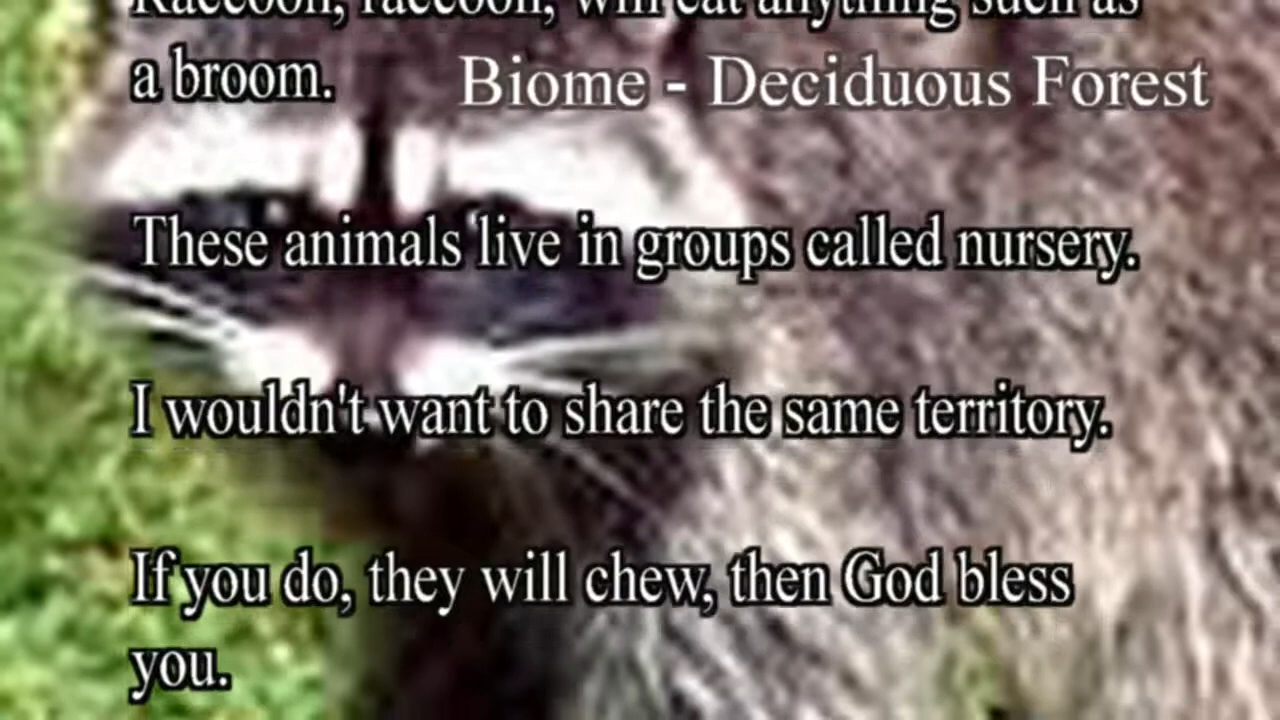 Raccoon, raccoon, will eat anything such as
a broom.
Biome - Deciduous Forest
These animals live in groups called nursery.
I wouldn't want to share the same territory.
If you do, they will chew, then God bless
you.